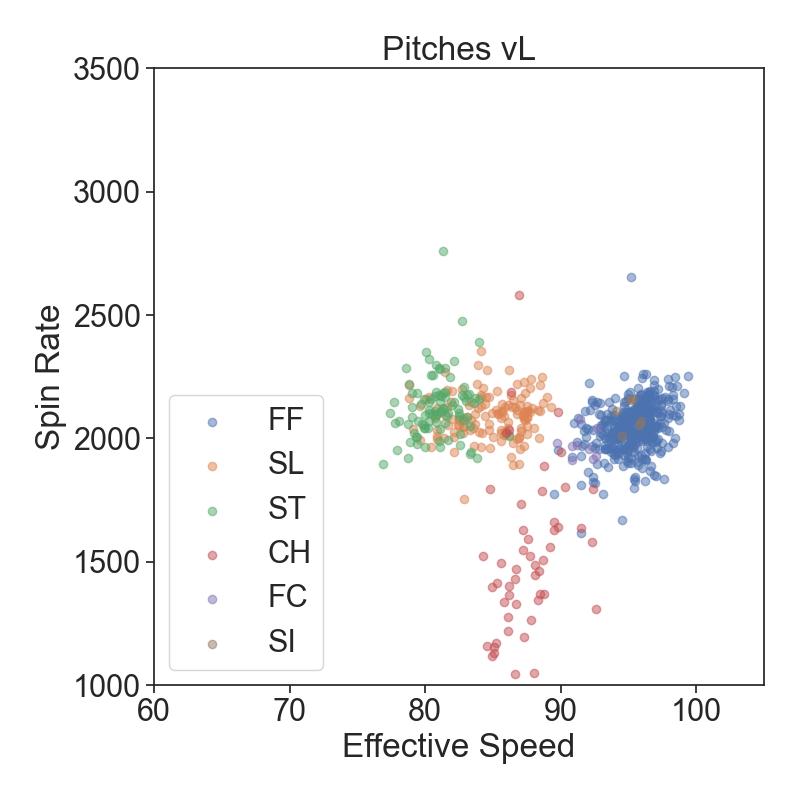 Pitches vL
3500
3000
2500
2000
1500
1000
Spin Rate
FF
SL
ST
CH
FC
SI
60 70 80 90 100
Effective Speed